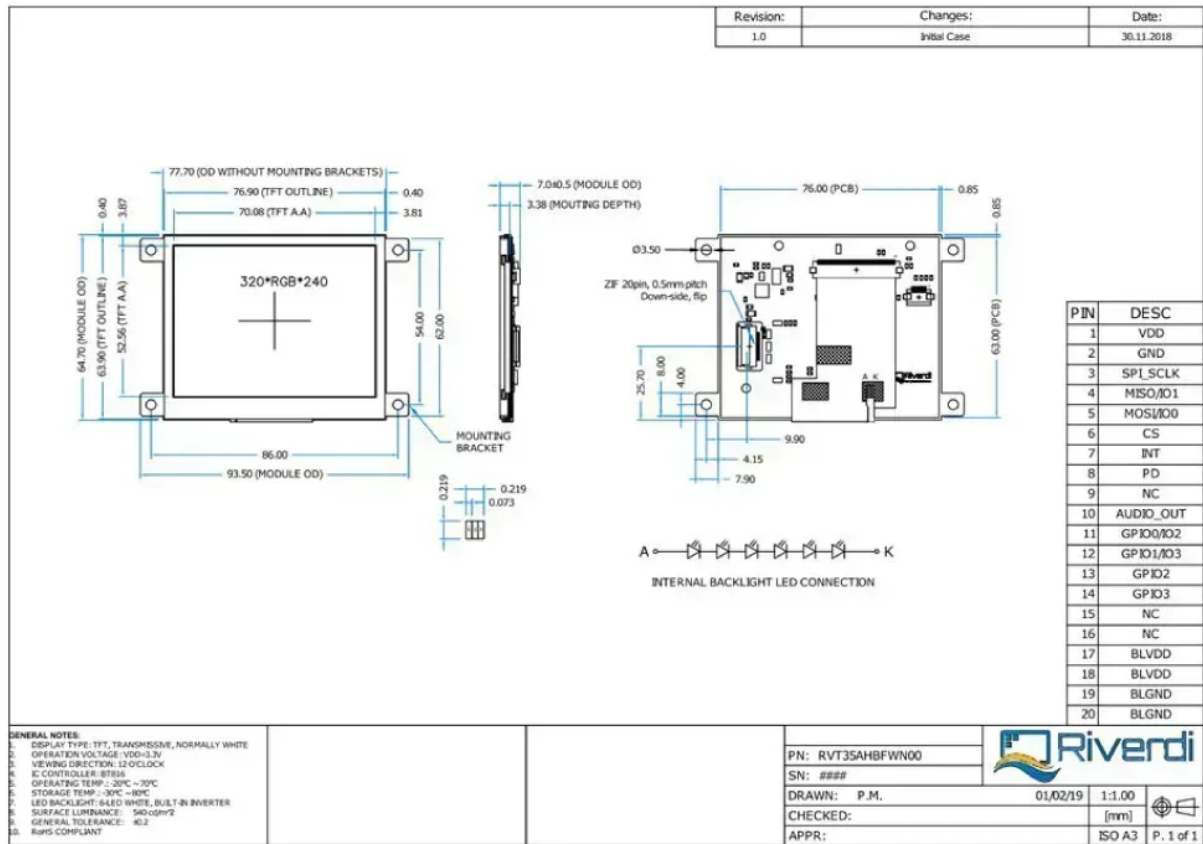 Revision: Changes: Date:
1.0 Initial Case 30.11.2018
77.70 (OD WITHOUT MOUNTING BRACKETS)
76.90 (TFT OUTLINE)
0.40
70.08 (TFT A.A)
3.81
0.40
3.87
64.70 (MODULE OD)
63.90 (TFT OUTLINE)
52.56 (TFT A.A)
320*RGB*240
54.00
62.00
86.00
93.50 (MODULE OD)
MOUNTING
BRACKET
7.0±0.5 (MODULE OD)
3.38 (MOUTING DEPTH)
0.219
0.219
0.073
76.00 (PCB)
0.85
0.85
63.00 (PCB)
Ø3.50
ZIF 20pin, 0.5mm pitch
Down-side, flip
25.70
8.00
4.00
9.90
4.15
7.90
A K
Riverdi
A K
INTERNAL BACKLIGHT LED CONNECTION
PIN DESC
1 VDD
2 GND
3 SPI_SCLK
4 MISO/IO1
5 MOSI/IO0
6 CS
7 INT
8 PD
9 NC
10 AUDIO_OUT
11 GPIO0/IO2
12 GPIO1/IO3
13 GPIO2
14 GPIO3
15 NC
16 NC
17 BLVDD
18 BLVDD
19 BLGND
20 BLGND
GENERAL NOTES:
1. DISPLAY TYPE: TFT, TRANSMISSIVE, NORMALLY WHITE
2. OPERATION VOLTAGE: VDD=3.3V
3. VIEWING DIRECTION: 12 O'CLOCK
4. IC CONTROLLER: BT816
5. OPERATING TEMP.: -20°C ~70°C
6. STORAGE TEMP.: -30°C ~80°C
7. LED BACKLIGHT: 6-LED WHITE, BUILT-IN INVERTER
8. SURFACE LUMINANCE: 540 cd/m^2
9. GENERAL TOLERANCE: ±0.2
10. RoHS COMPLIANT
PN: RVT35AHBFWN00
SN: ####
Riverdi
DRAWN: P.M. 01/02/19 1:1.00
CHECKED: [mm]
APPR: ISO A3 P. 1 of 1